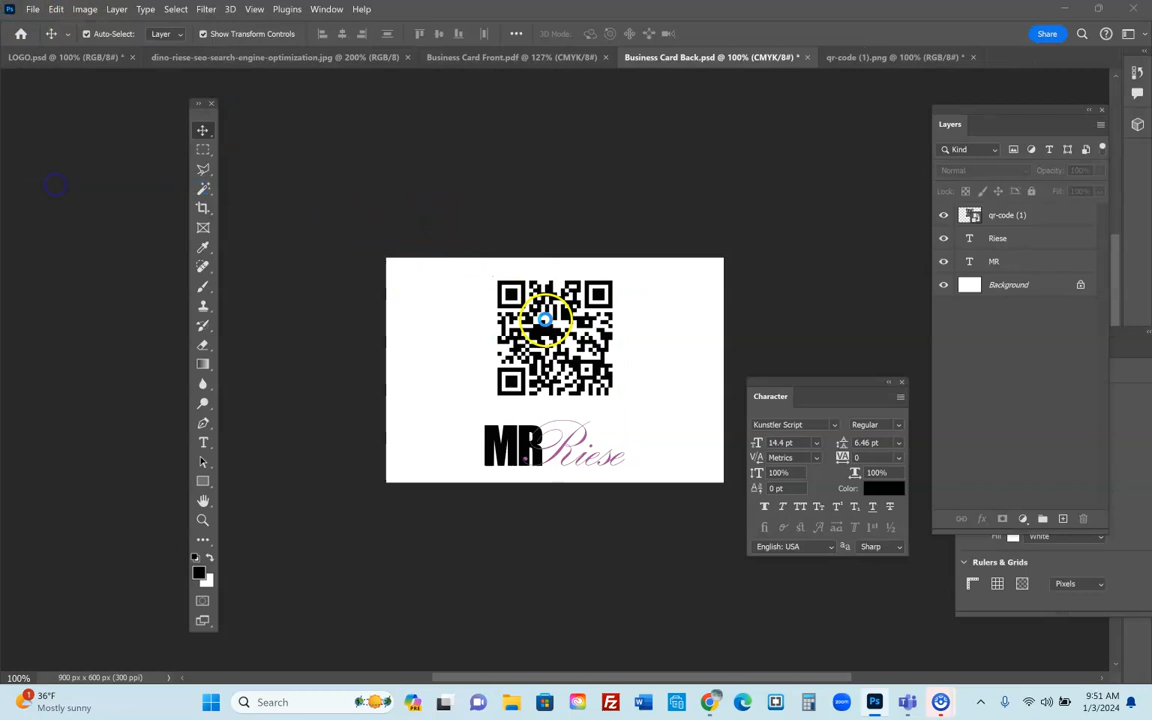 File Edit Image Layer Type Select Filter 3D View Plugins Window Help
Auto-Select: Layer Show Transform Controls 3D Mode: Share
LOGO.psd @ 100% (RGB/8#) * dino-riese-seo-search-engine-optimization.jpg @ 200% (RGB/8) Business Card Front.pdf @ 127% (CMYK/8#) Business Card Back.psd @ 100% (CMYK/8#) * qr-code (1).png @ 100% (RGB/8#) *
Layers
Kind
Normal Opacity: 100%
Lock: Fill: 100%
qr-code (1)
Riese
MR
Background
MR Riese
Character
Kunstler Script Regular
14.4 pt 6.46 pt
Metrics 0
100% 100%
0 pt Color:
English: USA Sharp
Fill White
Rulers & Grids
Pixels
100% 900 px x 600 px (300 ppi)
36°F
Mostly sunny
Search
PRE
zoom
9:51 AM
1/3/2024